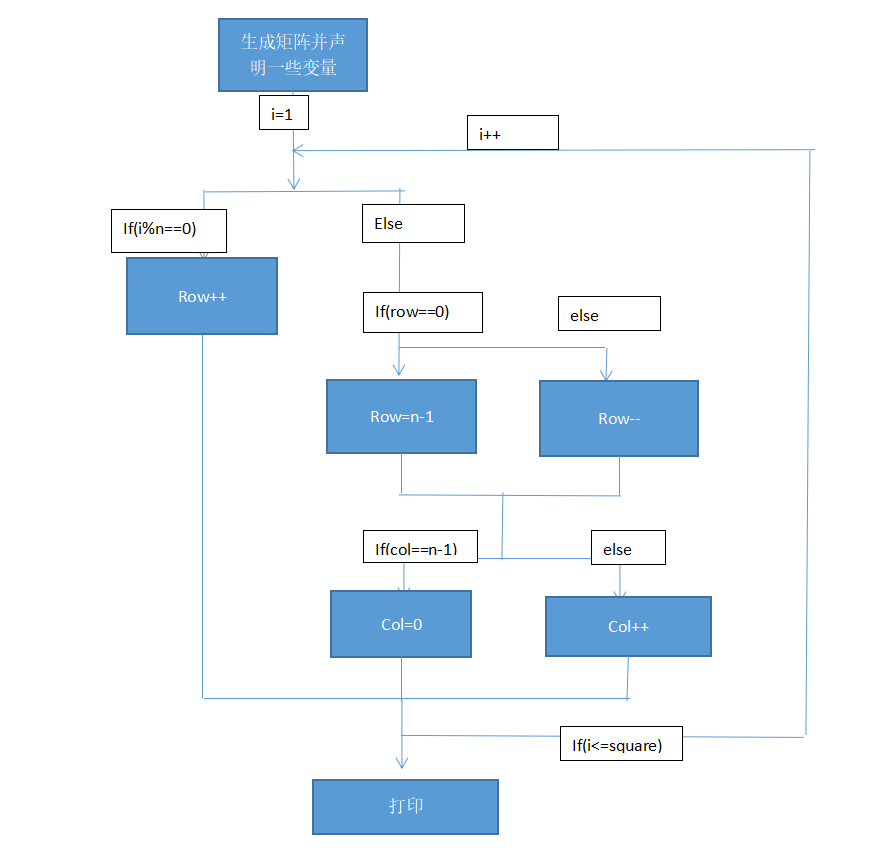 生成矩阵并声
明一些变量
i=1
i++
If(i%n==0)
Else
Row++
If(row==0)
else
Row=n-1
Row--
If(col==n-1)
else
Col=0
Col++
If(i<=square)
打印